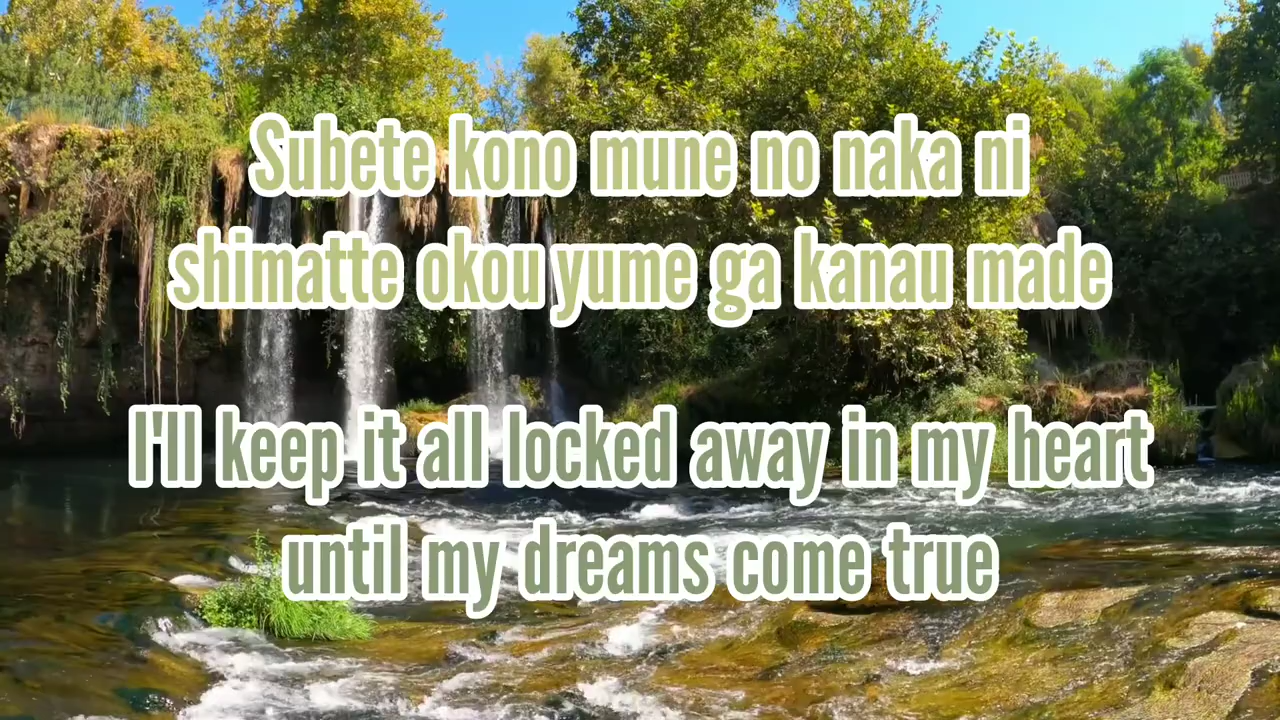 Subete kono mune no naka ni
shimatte okou yume ga kanau made
I'll keep it all locked away in my heart
until my dreams come true